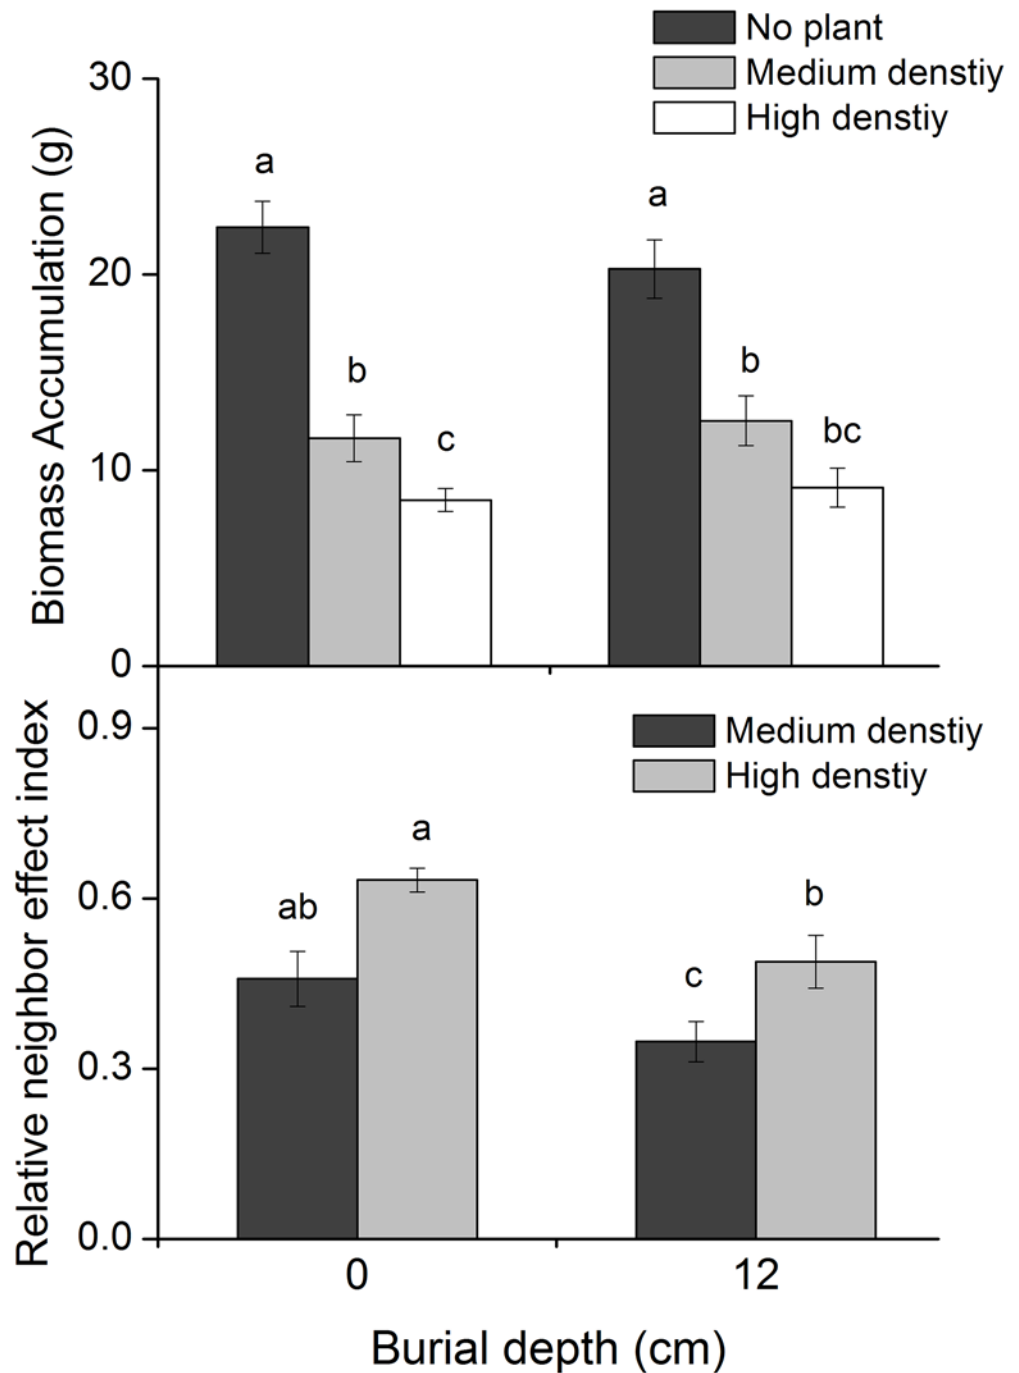 No plant
Medium denstiy
High denstiy
Biomass Accumulation (g)
30
20
10
0
a
b
c
a
b
bc
Medium denstiy
High denstiy
Relative neighbor effect index
0.9
0.6
0.3
0.0
ab
a
c
b
0
12
Burial depth (cm)